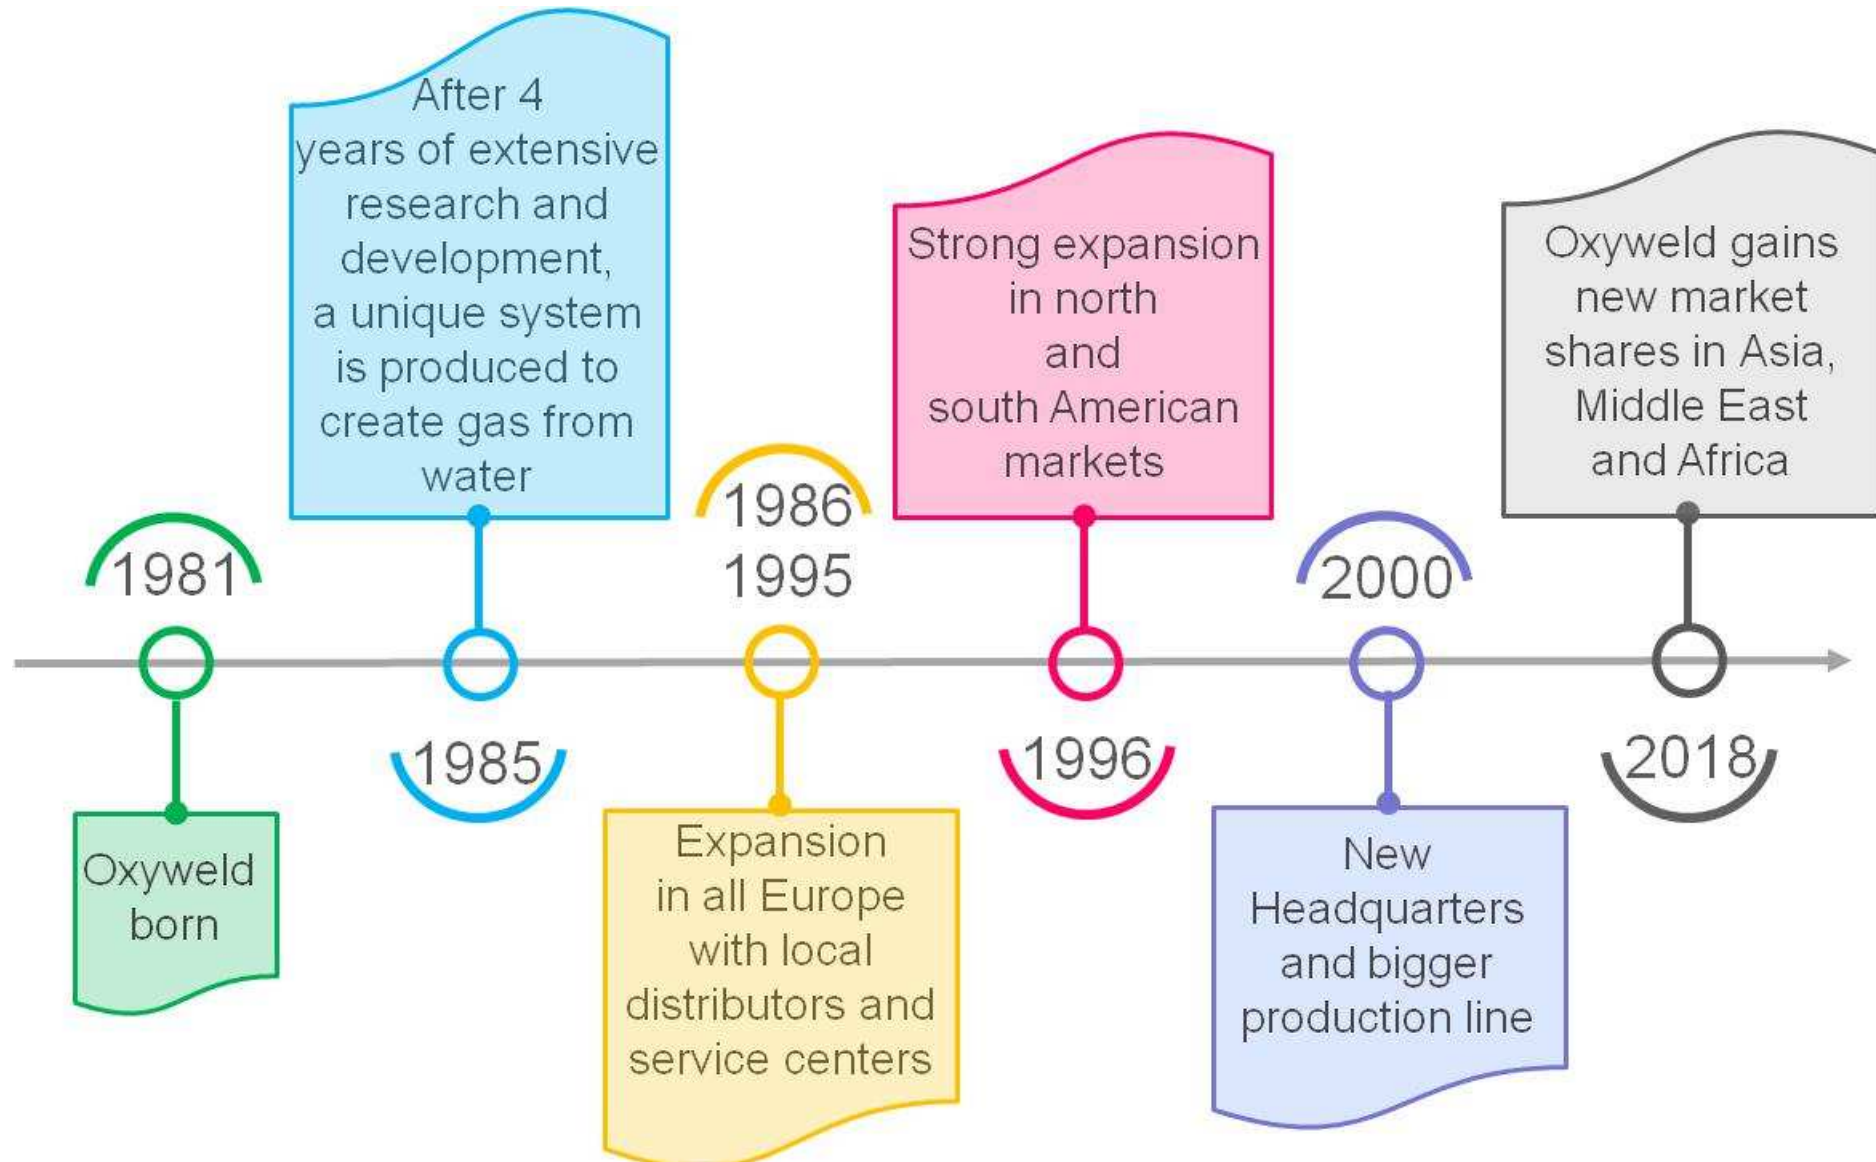 1981
Oxyweld
born
After 4
years of extensive
research and
development,
a unique system
is produced to
create gas from
water
1985
1986
1995
Expansion
in all Europe
with local
distributors and
service centers
Strong expansion
in north
and
south American
markets
1996
2000
New
Headquarters
and bigger
production line
Oxyweld gains
new market
shares in Asia,
Middle East
and Africa
2018